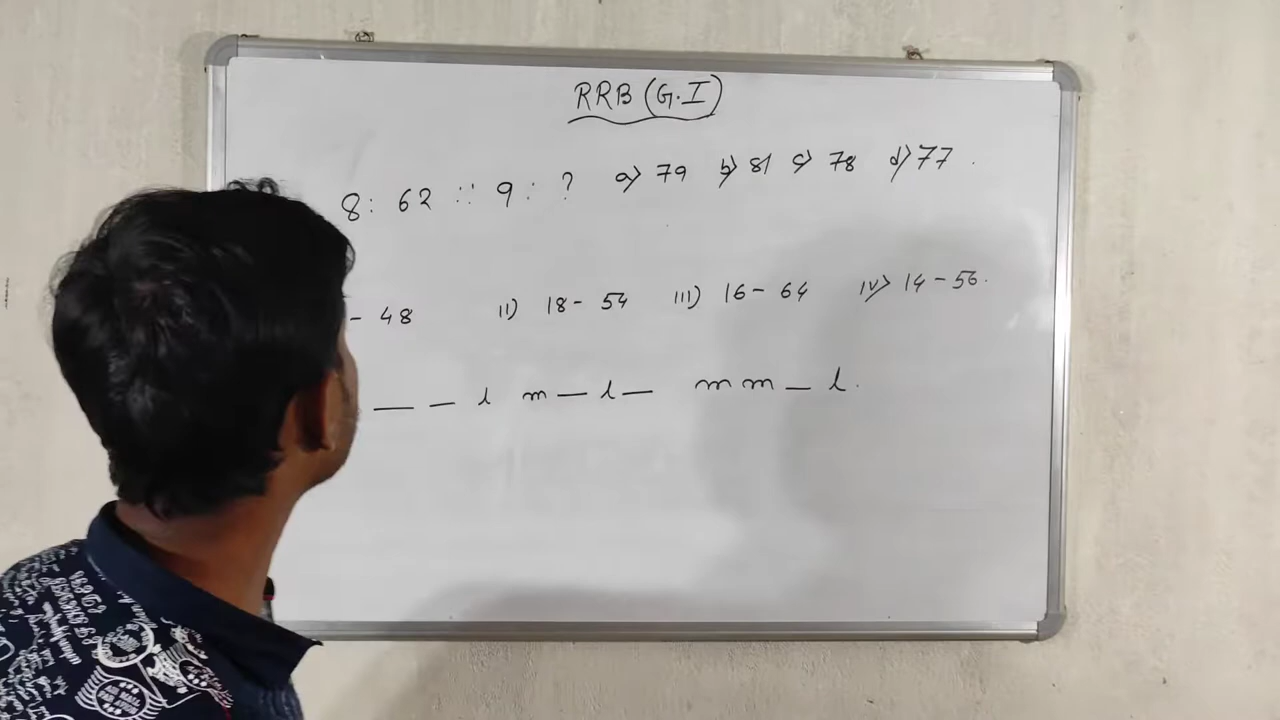 RRB (G.I)
8 : 62 :: 9 : ? a) 79 b) 81 c) 78 d) 77 .
- 48 II) 18 - 54 III) 16 - 64 IV) 14 - 56 .
_ _ l m _ l _ m m _ l .